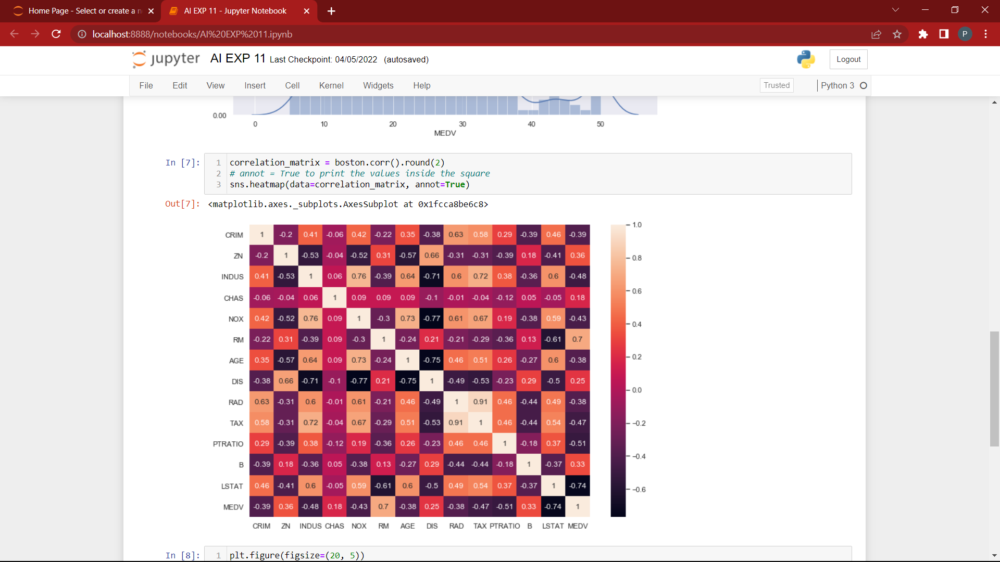 Home Page - Select or create a n
AI EXP 11 - Jupyter Notebook
localhost:8888/notebooks/AI%20EXP%2011.ipynb
P
jupyter AI EXP 11 Last Checkpoint: 04/05/2022 (autosaved)
Logout
File Edit View Insert Cell Kernel Widgets Help
Trusted
Python 3
0.00
0 10 20 30 40 50
MEDV
In [7]:
1 correlation_matrix = boston.corr().round(2)
2 # annot = True to print the values inside the square
3 sns.heatmap(data=correlation_matrix, annot=True)
Out[7]: <matplotlib.axes._subplots.AxesSubplot at 0x1fcca8be6c8>
CRIM 1 -0.2 0.41 -0.06 0.42 -0.22 0.35 -0.38 0.63 0.58 0.29 -0.39 0.46 -0.39
ZN -0.2 1 -0.53 -0.04 -0.52 0.31 -0.57 0.66 -0.31 -0.31 -0.39 0.18 -0.41 0.36
INDUS 0.41 -0.53 1 0.06 0.76 -0.39 0.64 -0.71 0.6 0.72 0.38 -0.36 0.6 -0.48
CHAS -0.06 -0.04 0.06 1 0.09 0.09 0.09 -0.1 -0.01 -0.04 -0.12 0.05 -0.05 0.18
NOX 0.42 -0.52 0.76 0.09 1 -0.3 0.73 -0.77 0.61 0.67 0.19 -0.38 0.59 -0.43
RM -0.22 0.31 -0.39 0.09 -0.3 1 -0.24 0.21 -0.21 -0.29 -0.36 0.13 -0.61 0.7
AGE 0.35 -0.57 0.64 0.09 0.73 -0.24 1 -0.75 0.46 0.51 0.26 -0.27 0.6 -0.38
DIS -0.38 0.66 -0.71 -0.1 -0.77 0.21 -0.75 1 -0.49 -0.53 -0.23 0.29 -0.5 0.25
RAD 0.63 -0.31 0.6 -0.01 0.61 -0.21 0.46 -0.49 1 0.91 0.46 -0.44 0.49 -0.38
TAX 0.58 -0.31 0.72 -0.04 0.67 -0.29 0.51 -0.53 0.91 1 0.46 -0.44 0.54 -0.47
PTRATIO 0.29 -0.39 0.38 -0.12 0.19 -0.36 0.26 -0.23 0.46 0.46 1 -0.18 0.37 -0.51
B -0.39 0.18 -0.36 0.05 -0.38 0.13 -0.27 0.29 -0.44 -0.44 -0.18 1 -0.37 0.33
LSTAT 0.46 -0.41 0.6 -0.05 0.59 -0.61 0.6 -0.5 0.49 0.54 0.37 -0.37 1 -0.74
MEDV -0.39 0.36 -0.48 0.18 -0.43 0.7 -0.38 0.25 -0.38 -0.47 -0.51 0.33 -0.74 1
CRIM ZN INDUS CHAS NOX RM AGE DIS RAD TAX PTRATIO B LSTAT MEDV
1.0
0.8
0.6
0.4
0.2
0.0
-0.2
-0.4
-0.6
In [8]:
1 plt.figure(figsize=(20, 5))